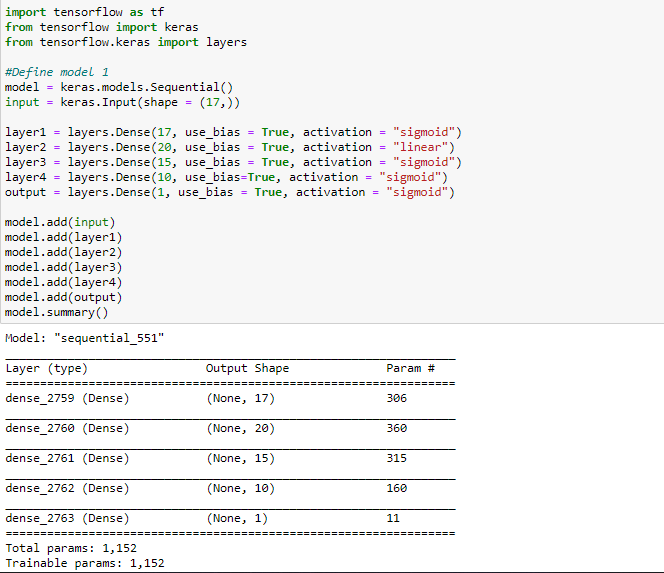 import tensorflow as tf
from tensorflow import keras
from tensorflow.keras import layers
#Define model 1
model = keras.models.Sequential()
input = keras.Input(shape = (17,))
layer1 = layers.Dense(17, use_bias = True, activation = "sigmoid")
layer2 = layers.Dense(20, use_bias = True, activation = "linear")
layer3 = layers.Dense(15, use_bias = True, activation = "sigmoid")
layer4 = layers.Dense(10, use_bias=True, activation = "sigmoid")
output = layers.Dense(1, use_bias = True, activation = "sigmoid")
model.add(input)
model.add(layer1)
model.add(layer2)
model.add(layer3)
model.add(layer4)
model.add(output)
model.summary()
Model: "sequential_551"
_________________________________________________________________
Layer (type)                 Output Shape              Param #
=================================================================
dense_2759 (Dense)           (None, 17)                306
_________________________________________________________________
dense_2760 (Dense)           (None, 20)                360
_________________________________________________________________
dense_2761 (Dense)           (None, 15)                315
_________________________________________________________________
dense_2762 (Dense)           (None, 10)                160
_________________________________________________________________
dense_2763 (Dense)           (None, 1)                 11
=================================================================
Total params: 1,152
Trainable params: 1,152